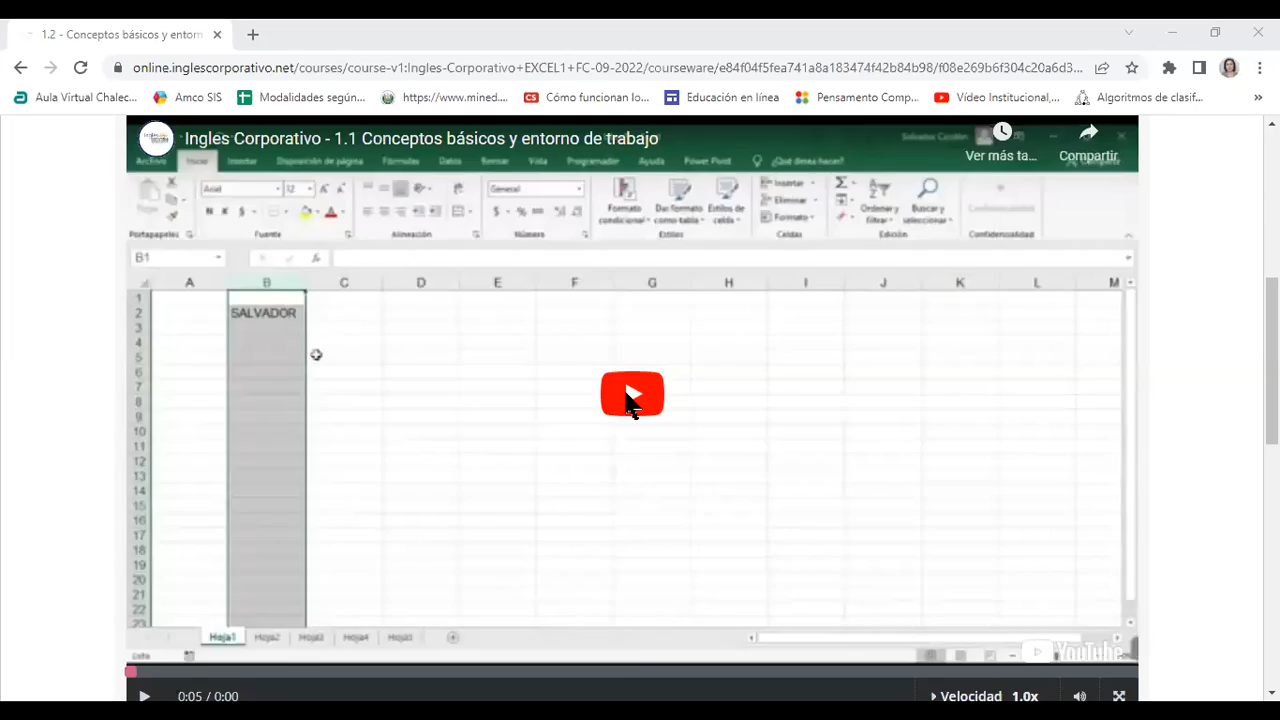 1.2 - Conceptos básicos y entorn
online.inglescorporativo.net/courses/course-v1:Ingles-Corporativo+EXCEL1+FC-09-2022/courseware/e84f04f5fea741a8a183474f42b84b98/f08e269b6f304c20a6d3...
Aula Virtual Chalec... Amco SIS Modalidades según... https://www.mined.... CS Cómo funcionan lo... Educación en línea Pensamento Comp... Vídeo Institucional,... Algoritmos de clasif... »
Ingles Corporativo - 1.1 Conceptos básicos y entorno de trabajo
Ver más ta... Compartir
Archivo Inicio Insertar Disposición de página Fórmulas Datos Revisar Vista Programador Ayuda Power Pivot ¿Qué desea hacer?
Arial 12 General Insertar
Eliminar
Formato
Formato condicional Dar formato como tabla Estilos de celda Ordenar y filtrar Buscar y seleccionar
Portapapeles Fuente Alineación Número Estilos Celdas Edición Confidencialidad
B1 fx
A B C D E F G H I J K L M
1
2 SALVADOR
3
4
5
6
7
8
9
10
11
12
13
14
15
16
17
18
19
20
21
22
23
Hoja1 Hoja2 Hoja3 Hoja4 Hoja5
Listo
YouTube
0:05 / 0:00 Velocidad 1.0x